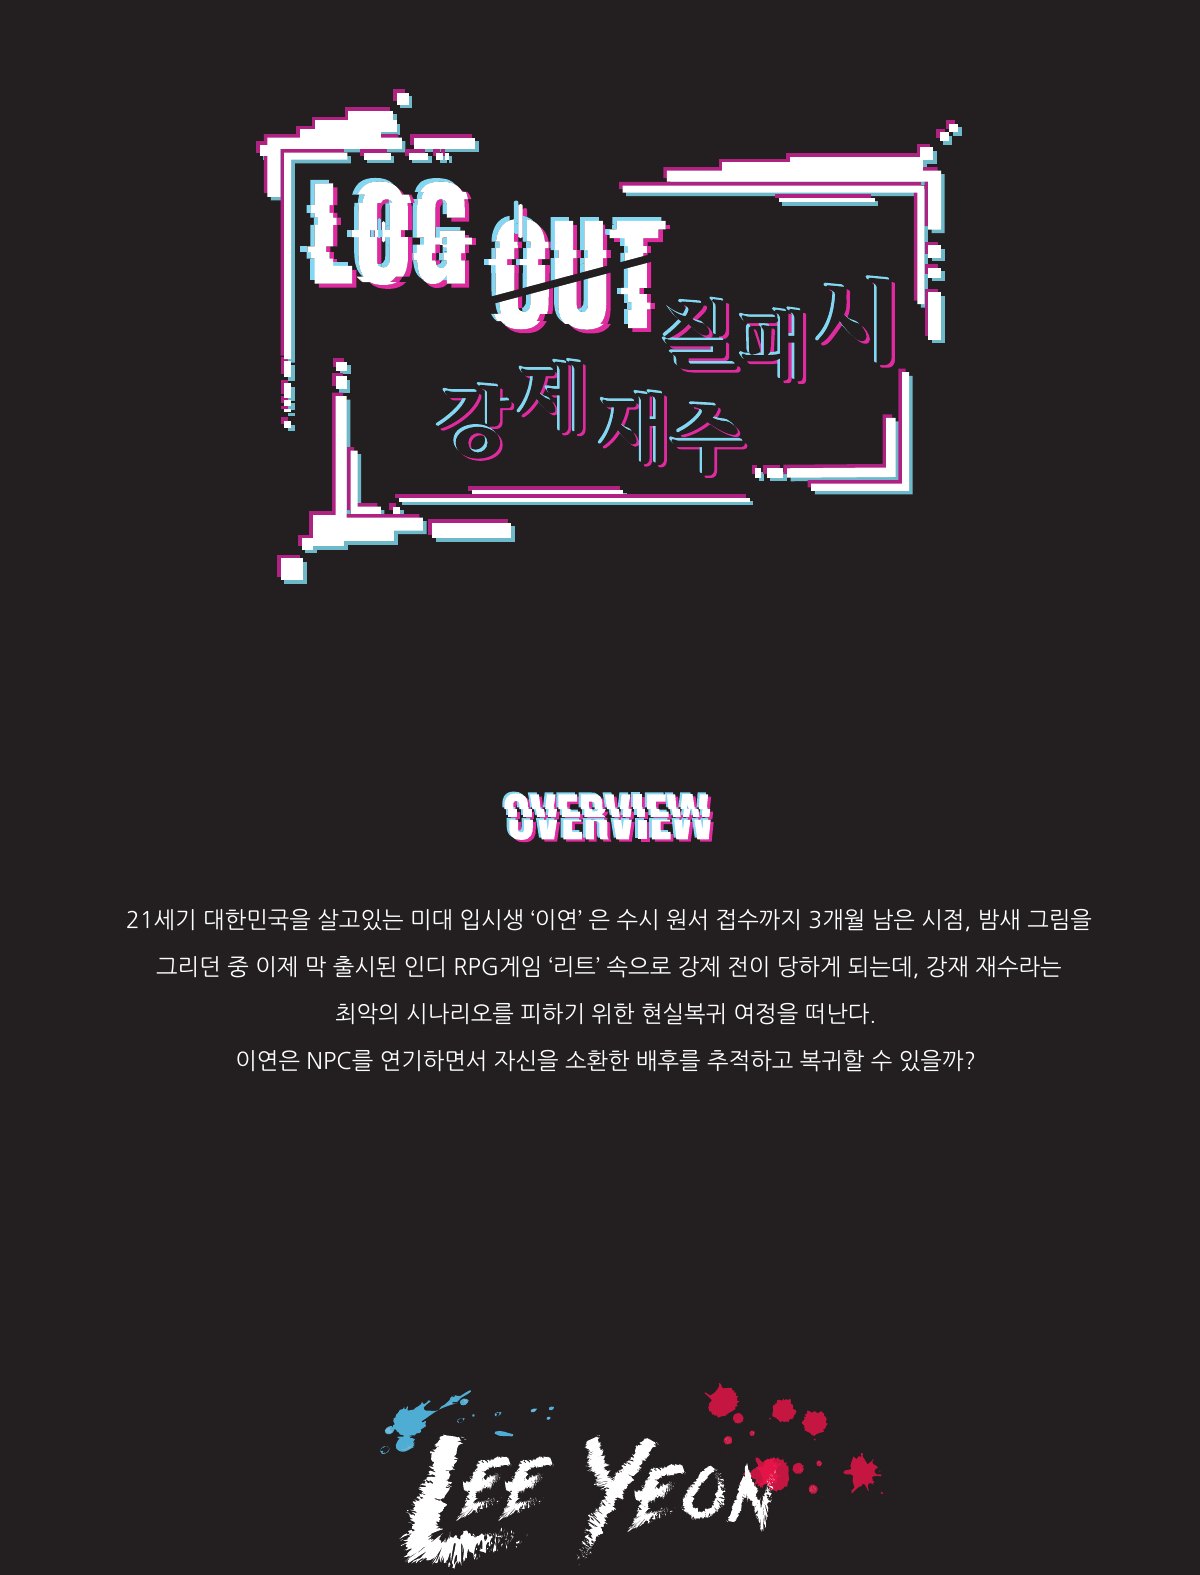 LOG OUT 실패시
강제재수
OVERVIEW
21세기 대한민국을 살고있는 미대 입시생 ‘이연’ 은 수시 원서 접수까지 3개월 남은 시점, 밤새 그림을
그리던 중 이제 막 출시된 인디 RPG게임 ‘리트’ 속으로 강제 전이 당하게 되는데, 강재 재수라는
최악의 시나리오를 피하기 위한 현실복귀 여정을 떠난다.
이연은 NPC를 연기하면서 자신을 소환한 배후를 추적하고 복귀할 수 있을까?
LEE YEON